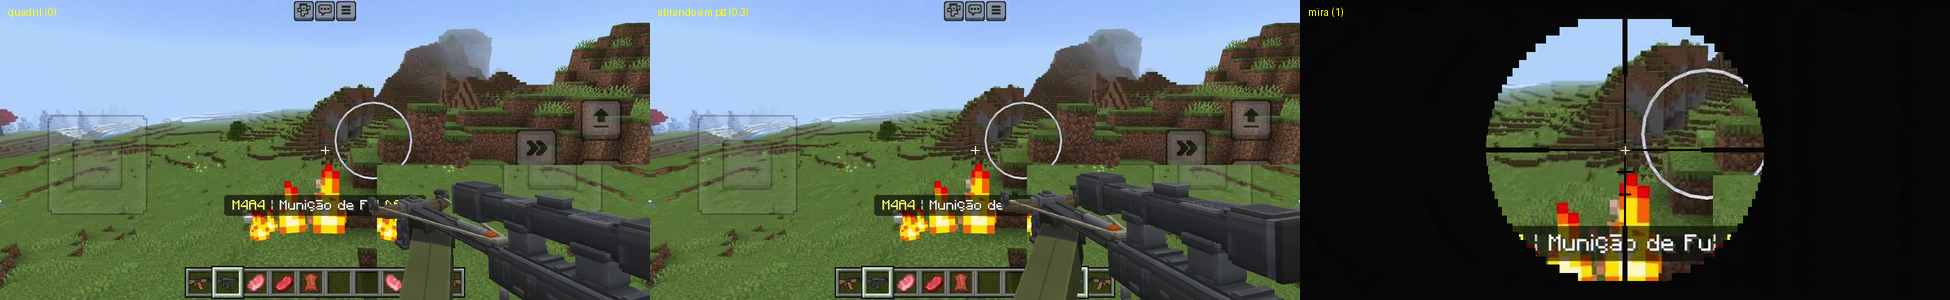 quadril (0)
M4A4 | Munição de F
atirando em pé (0.3)
M4A4 | Munição de
mira (1)
| Munição de Fu